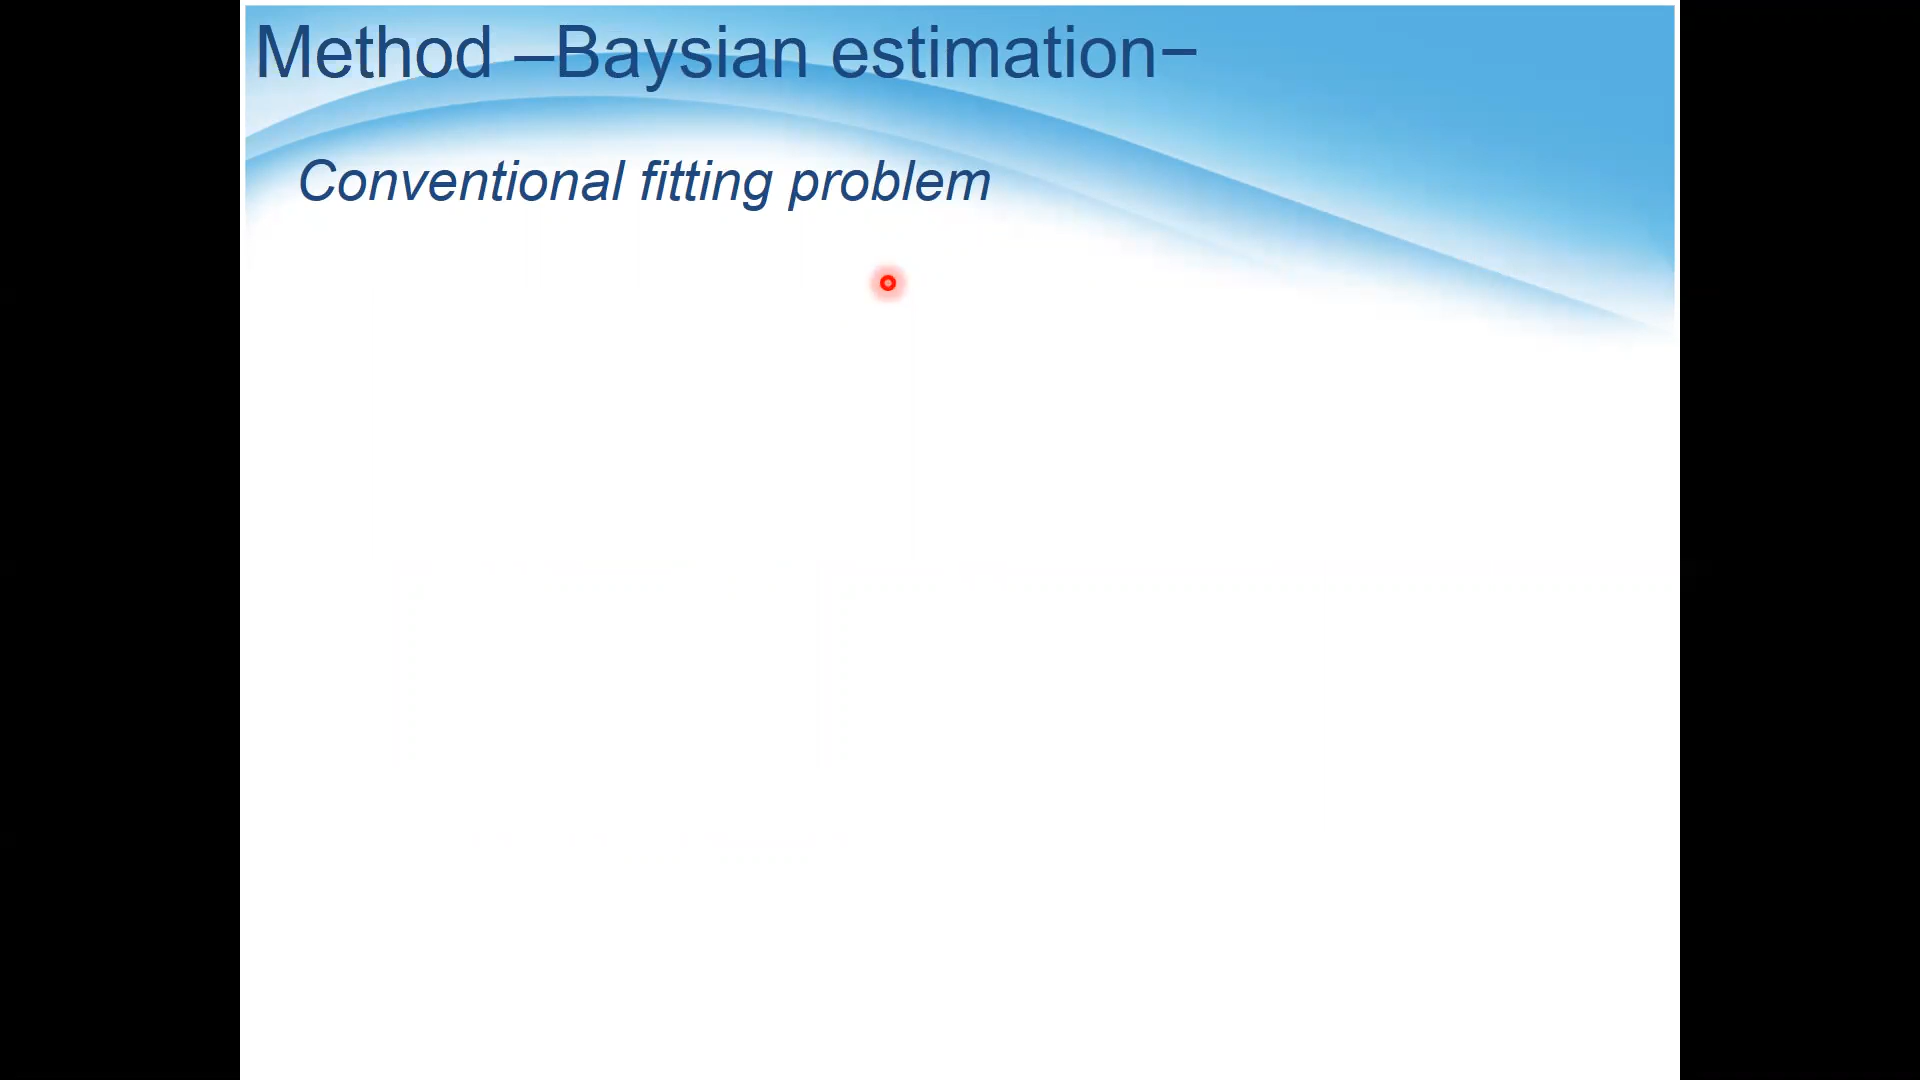 Method –Baysian estimation−
Conventional fitting problem